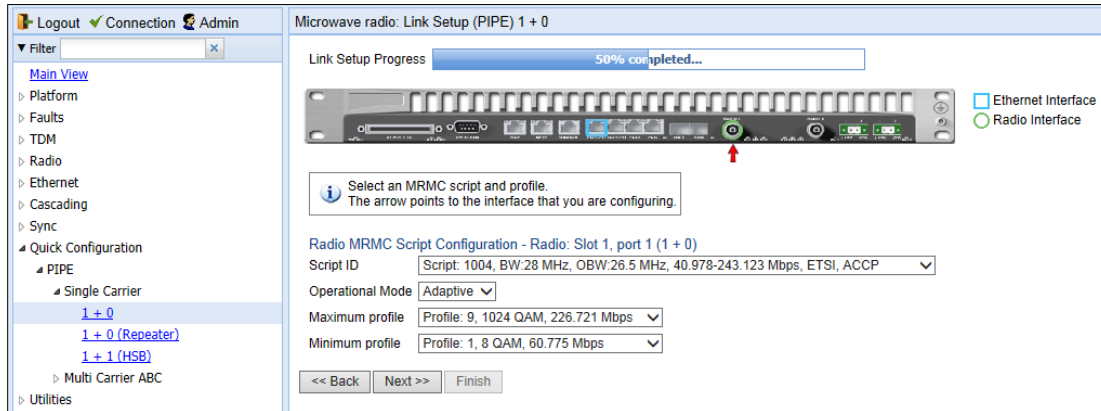 Logout Connection Admin
Filter
Main View
Platform
Faults
TDM
Radio
Ethernet
Cascading
Sync
Quick Configuration
PIPE
Single Carrier
1 + 0
1 + 0 (Repeater)
1 + 1 (HSB)
Multi Carrier ABC
Utilities
Microwave radio: Link Setup (PIPE) 1 + 0
Link Setup Progress 50% completed...
Ethernet Interface
Radio Interface
Select an MRMC script and profile.
The arrow points to the interface that you are configuring.
Radio MRMC Script Configuration - Radio: Slot 1, port 1 (1 + 0)
Script ID Script: 1004, BW:28 MHz, OBW:26.5 MHz, 40.978-243.123 Mbps, ETSI, ACCP
Operational Mode Adaptive
Maximum profile Profile: 9, 1024 QAM, 226.721 Mbps
Minimum profile Profile: 1, 8 QAM, 60.775 Mbps
<< Back Next >> Finish